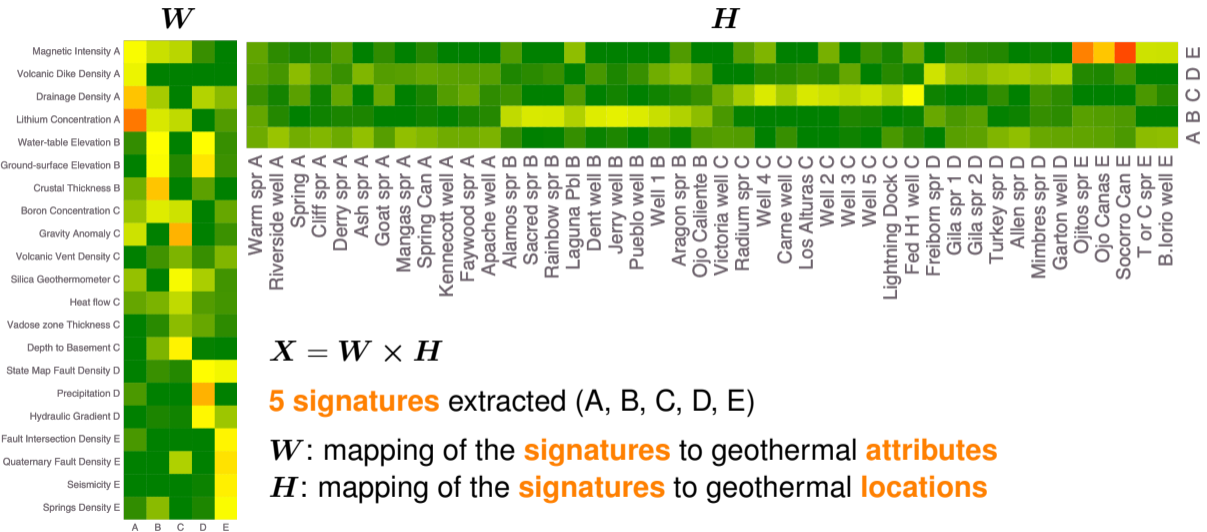 W
H
Magnetic Intensity A
Volcanic Dike Density A
Drainage Density A
Lithium Concentration A
Water-table Elevation B
Ground-surface Elevation B
Crustal Thickness B
Boron Concentration C
Gravity Anomaly C
Volcanic Vent Density C
Silica Geothermometer C
Heat flow C
Vadose zone Thickness C
Depth to Basement C
State Map Fault Density D
Precipitation D
Hydraulic Gradient D
Fault Intersection Density E
Quaternary Fault Density E
Seismicity E
Springs Density E
A B C D E
A B C D E
Warm spr A
Riverside well A
Spring A
Cliff spr A
Derry spr A
Ash spr A
Goat spr A
Mangas spr A
Spring Can A
Kennecott well A
Faywood spr A
Apache well A
Alamos spr B
Sacred spr B
Rainbow spr B
Laguna Pbl B
Dent well B
Jerry well B
Pueblo well B
Well 1 B
Aragon spr B
Ojo Caliente B
Victoria well C
Radium spr C
Well 4 C
Carne well C
Los Alturas C
Well 2 C
Well 3 C
Well 5 C
Lightning Dock C
Fed H1 well C
Freiborn spr D
Gila spr 1 D
Gila spr 2 D
Turkey spr D
Allen spr D
Mimbres spr D
Garton well D
Ojitos spr E
Ojo Canas E
Socorro Can E
T or C spr E
B.Iorio well E
X = W × H
5 signatures extracted (A, B, C, D, E)
W: mapping of the signatures to geothermal attributes
H: mapping of the signatures to geothermal locations